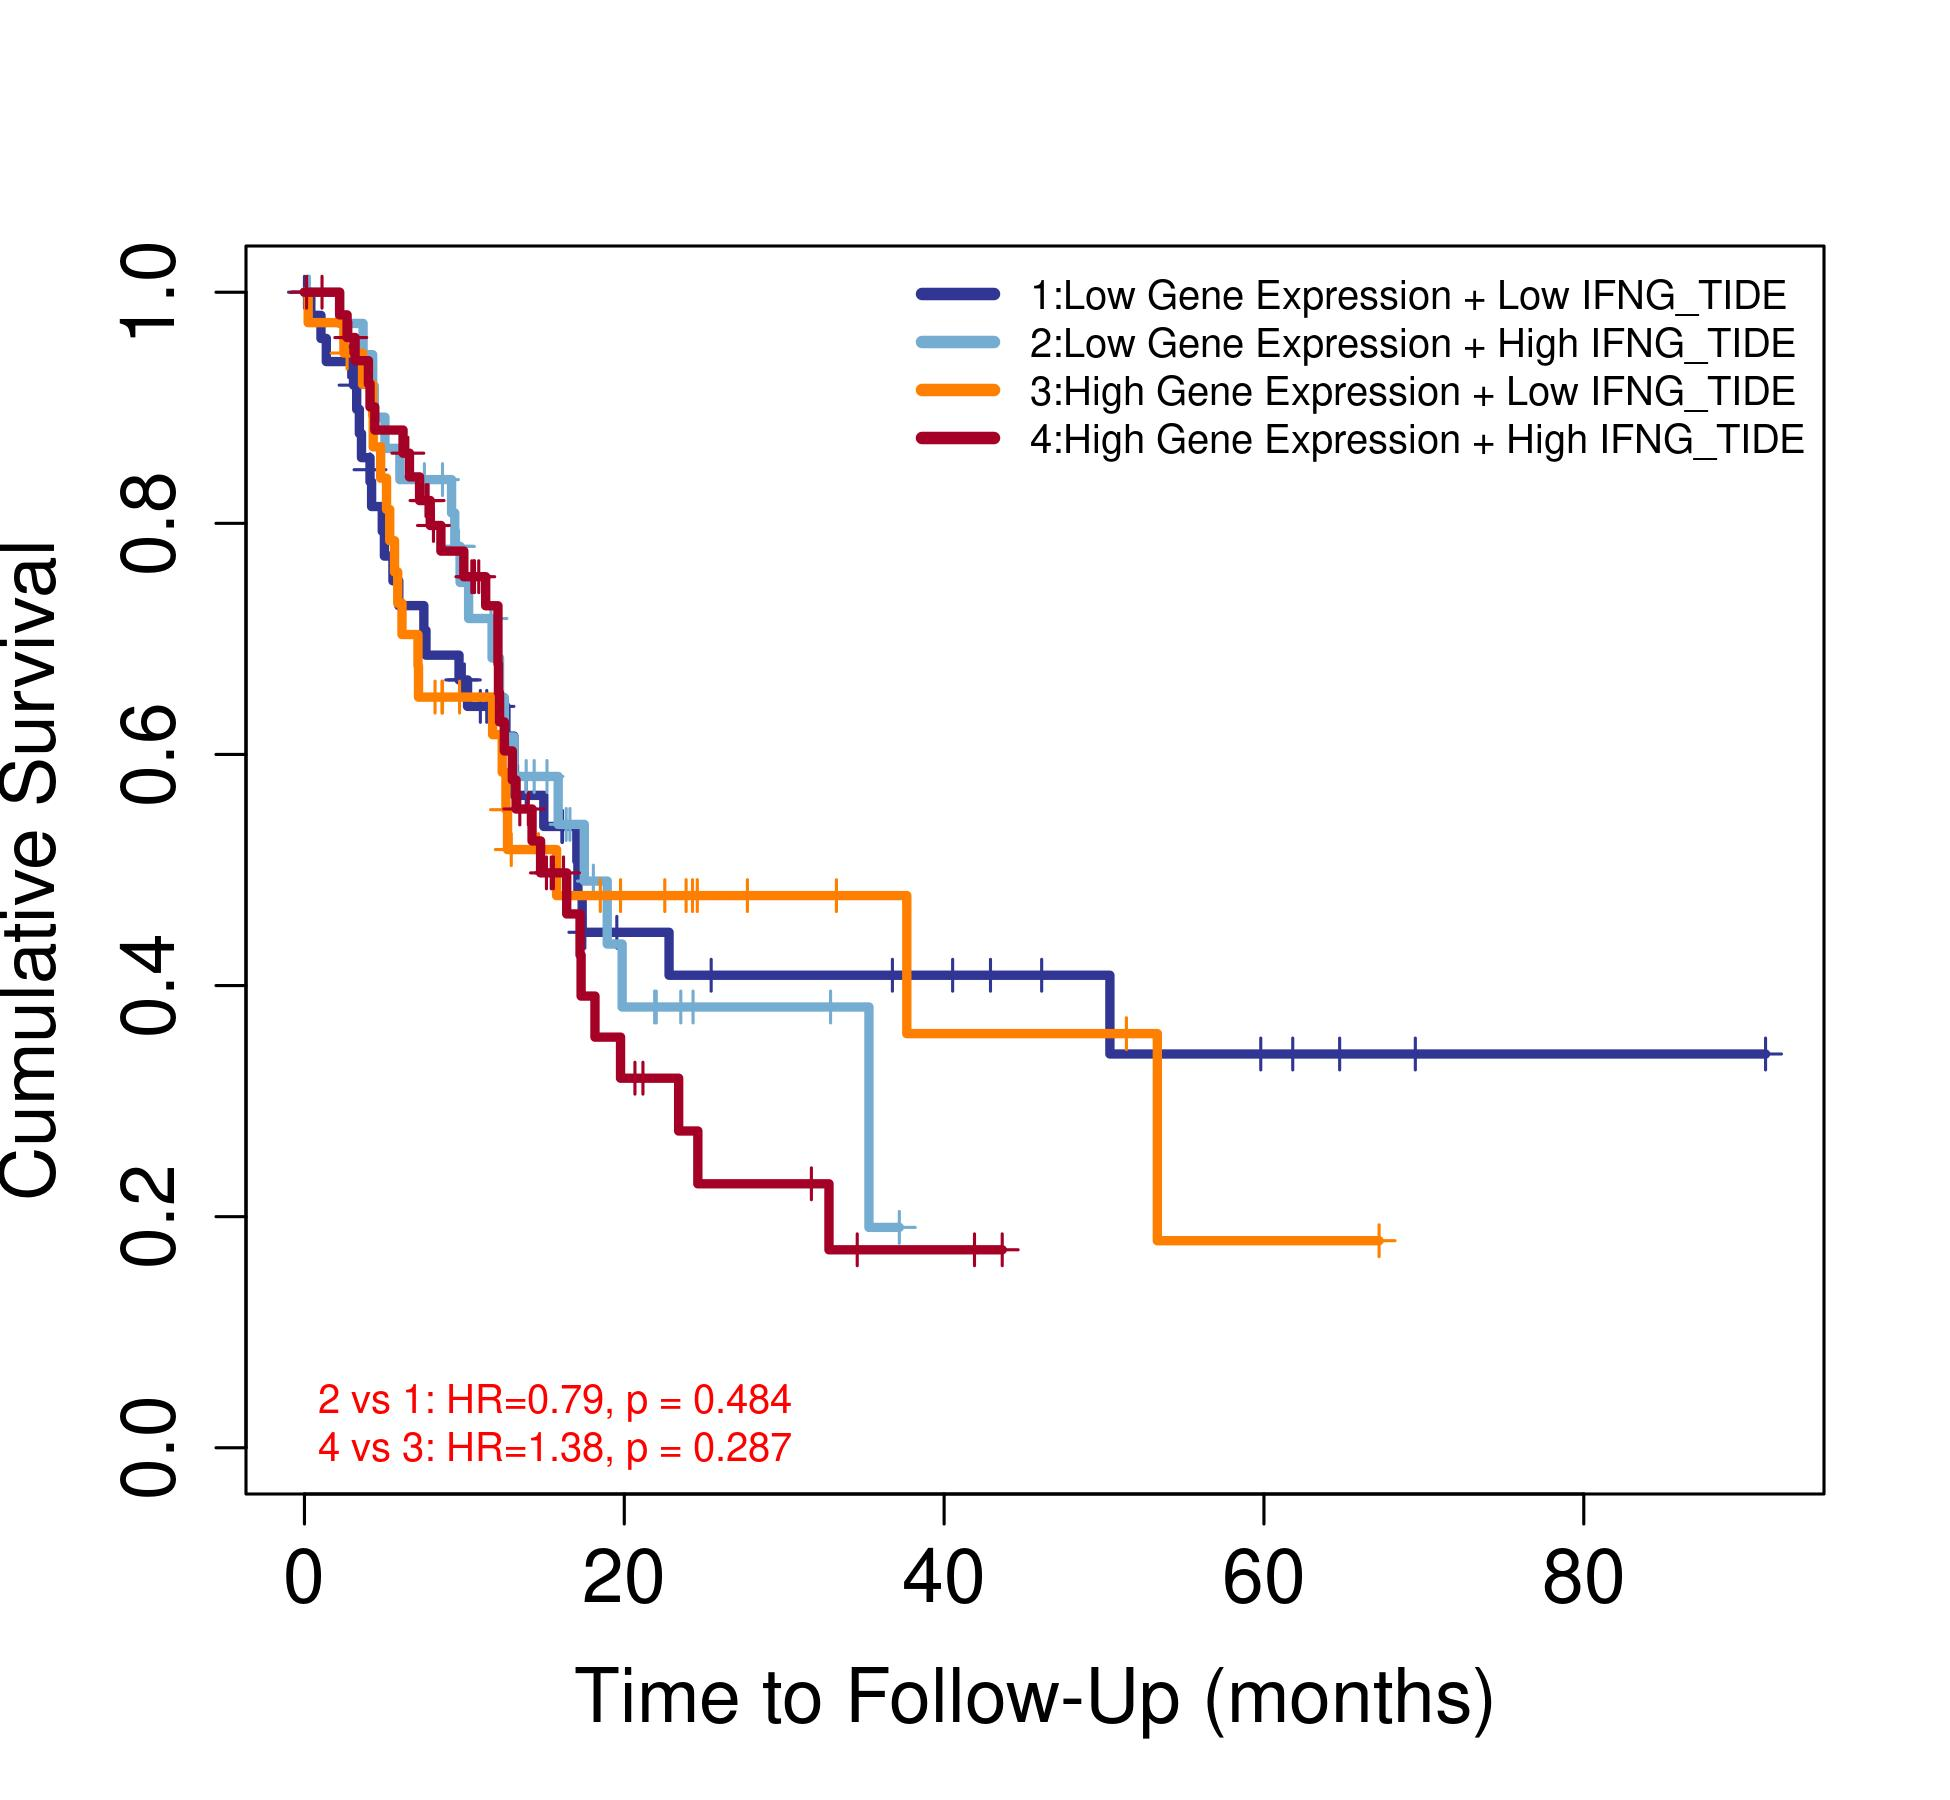 1:Low Gene Expression + Low IFNG_TIDE
2:Low Gene Expression + High IFNG_TIDE
3:High Gene Expression + Low IFNG_TIDE
4:High Gene Expression + High IFNG_TIDE
1.0
0.8
0.6
0.4
0.2
0.0
Cumulative Survival
2 vs 1: HR=0.79, p = 0.484
4 vs 3: HR=1.38, p = 0.287
0 20 40 60 80
Time to Follow-Up (months)